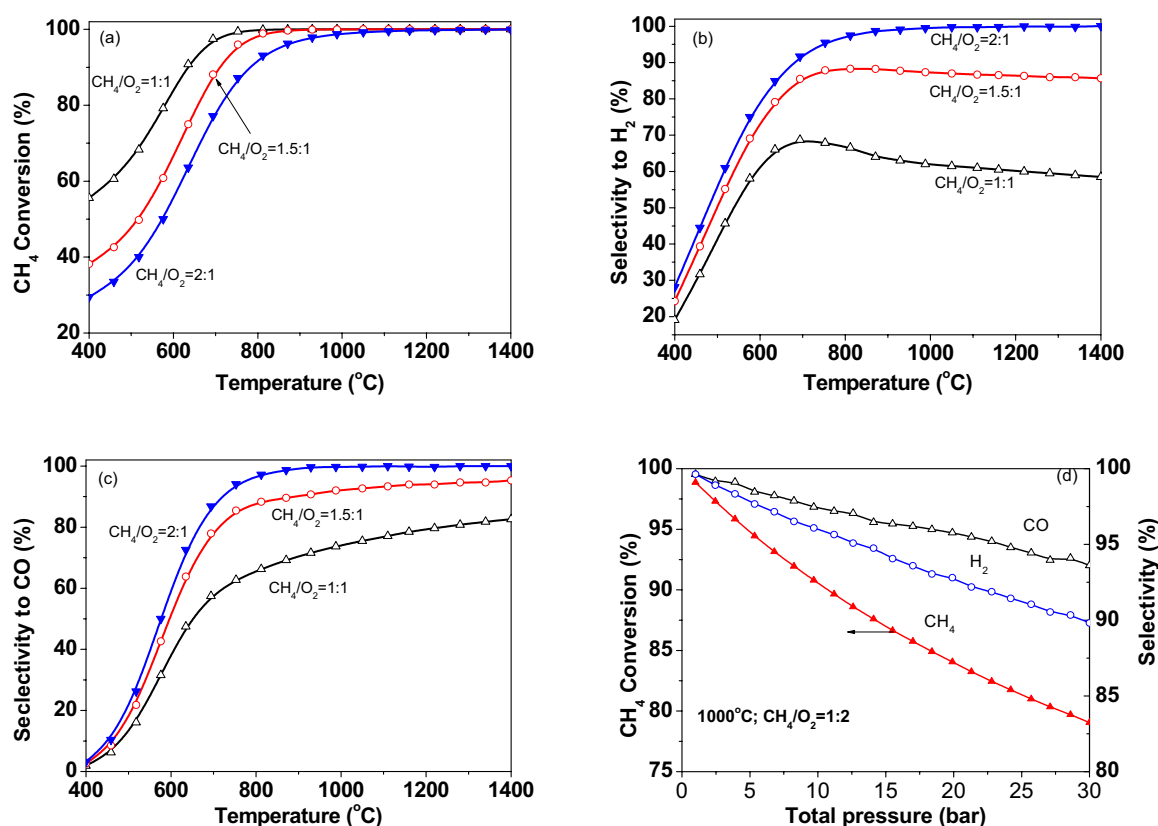 (a)
CH4/O2=1:1
CH4/O2=1.5:1
CH4/O2=2:1
CH4 Conversion (%)
100
80
60
40
20
400 600 800 1000 1200 1400
Temperature (oC)
(b)
CH4/O2=2:1
CH4/O2=1.5:1
CH4/O2=1:1
Selectivity to H2 (%)
100
90
80
70
60
50
40
30
20
400 600 800 1000 1200 1400
Temperature (oC)
(c)
CH4/O2=2:1
CH4/O2=1.5:1
CH4/O2=1:1
Seclectivity to CO (%)
100
80
60
40
20
0
400 600 800 1000 1200 1400
Temperature (oC)
(d)
CO
H2
CH4
1000oC; CH4/O2=1:2
CH4 Conversion (%)
100
95
90
85
80
75
Selectivity (%)
100
95
90
85
80
0 5 10 15 20 25 30
Total pressure (bar)